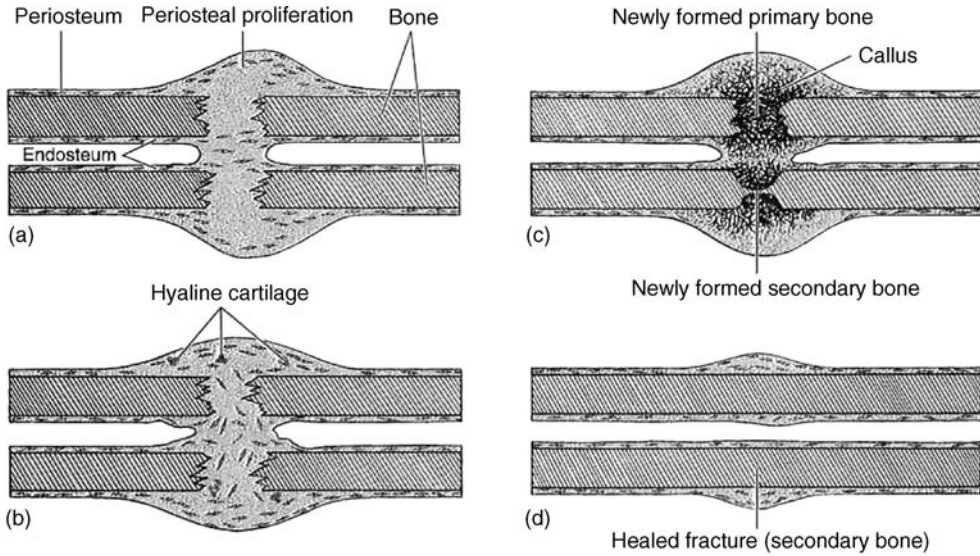 Periosteum
Periosteal proliferation
Bone
Endosteum
(a)
Hyaline cartilage
(b)
Newly formed primary bone
Callus
(c)
Newly formed secondary bone
(d)
Healed fracture (secondary bone)